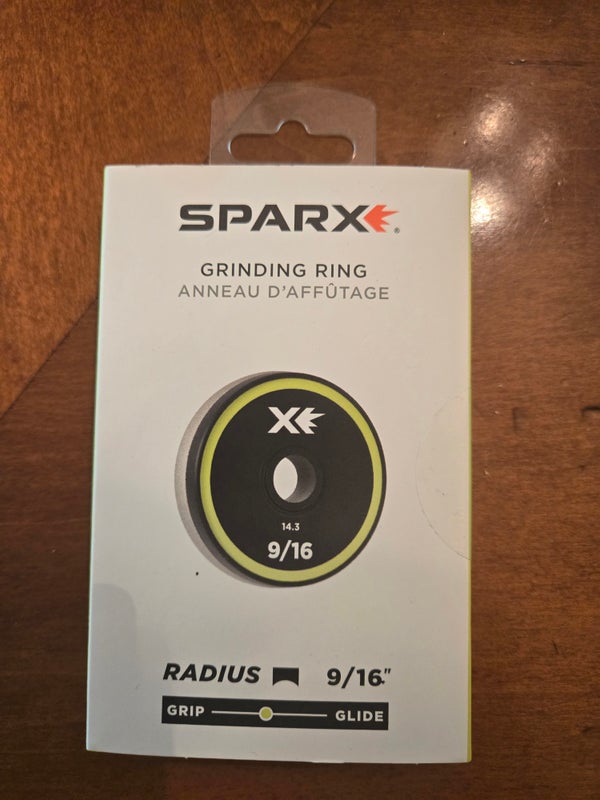 SPARX
GRINDING RING
ANNEAU D'AFFÛTAGE
X
14.3
9/16
RADIUS 9/16"
GRIP GLIDE